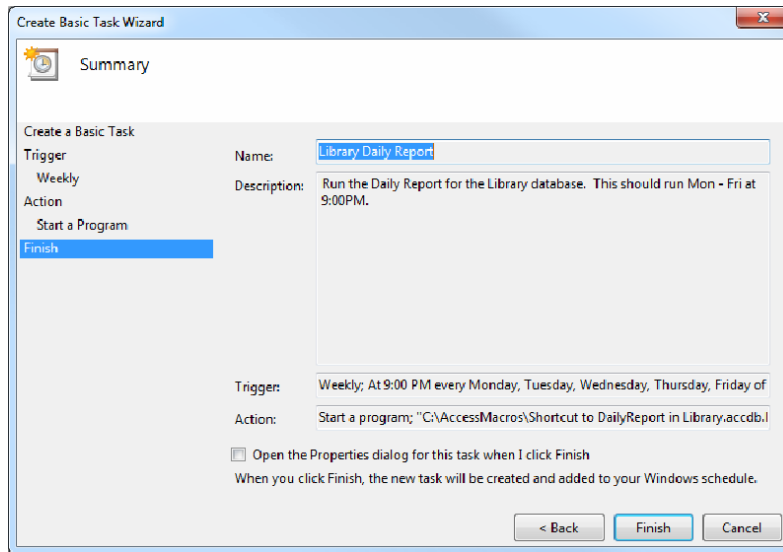 Create Basic Task Wizard
Summary
Create a Basic Task
Trigger
Weekly
Action
Start a Program
Finish
Name:
Library Daily Report
Description:
Run the Daily Report for the Library database. This should run Mon - Fri at
9:00PM.
Trigger:
Weekly; At 9:00 PM every Monday, Tuesday, Wednesday, Thursday, Friday of
Action:
Start a program; "C:\AccessMacros\Shortcut to DailyReport in Library.accdb.
Open the Properties dialog for this task when I click Finish
When you click Finish, the new task will be created and added to your Windows schedule.
< Back
Finish
Cancel